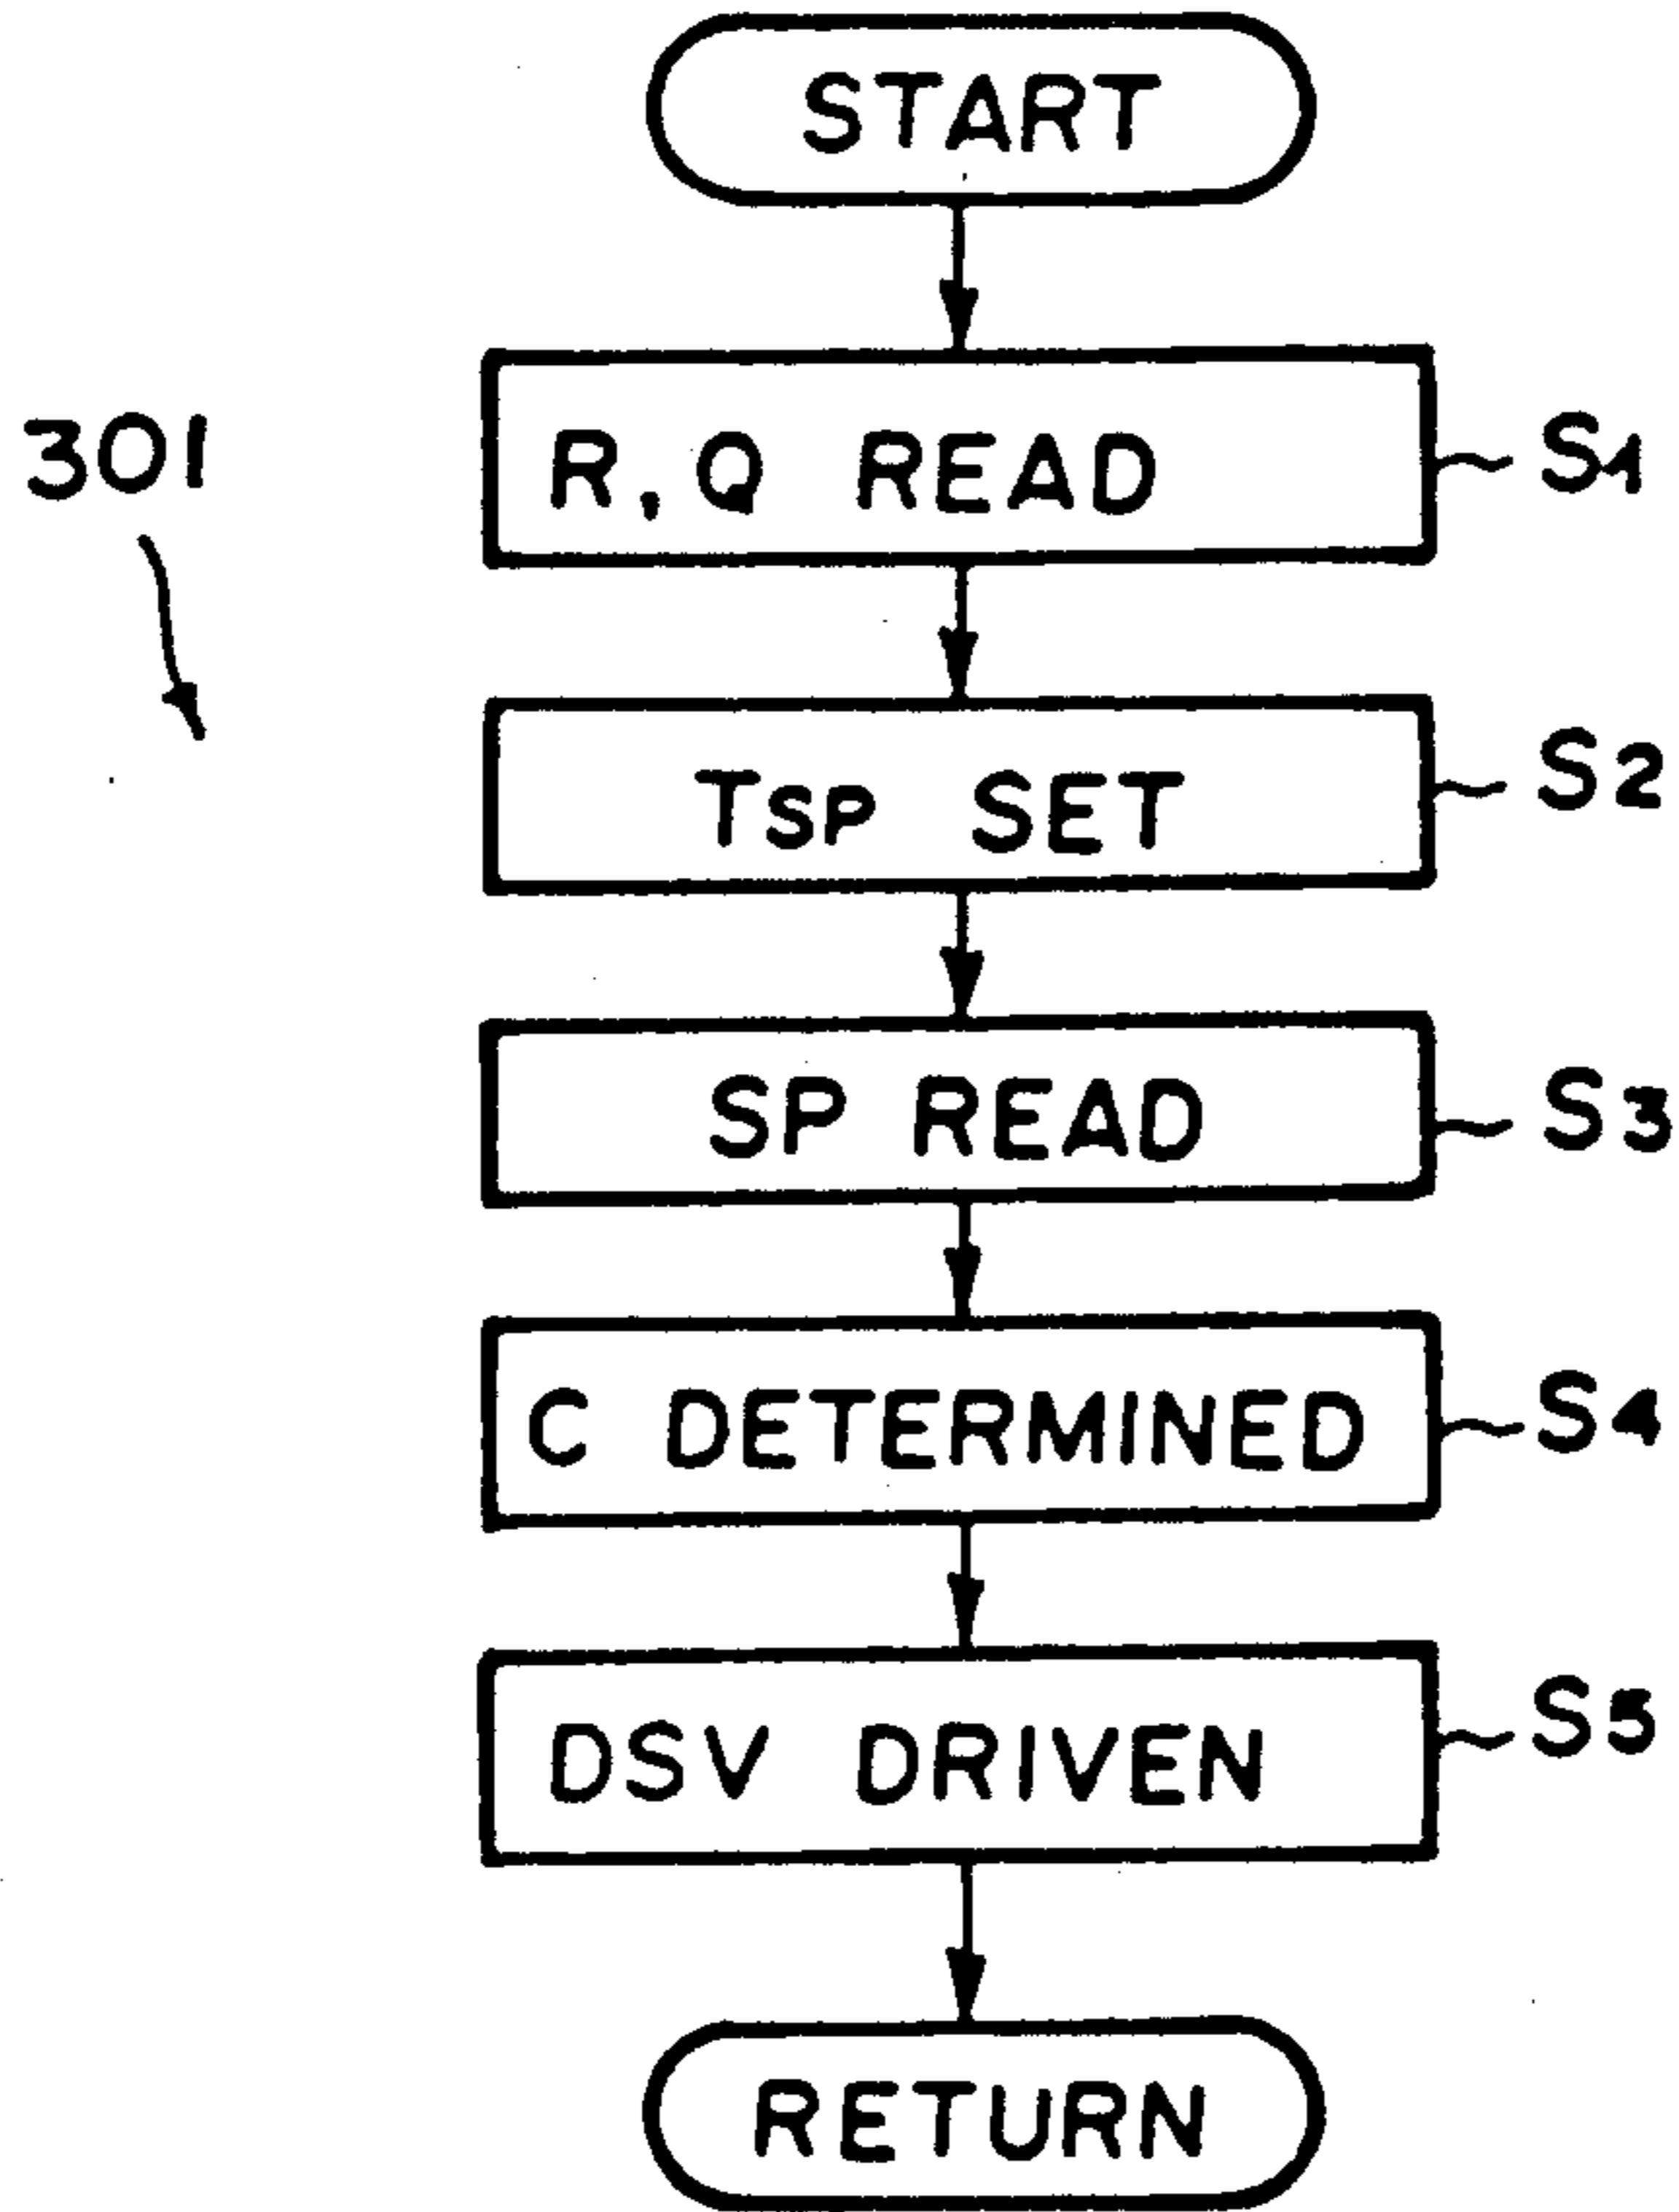 START
R, Q READ
S1
301
TSP SET
S2
SP READ
S3
C DETERMINED
S4
DSV DRIVEN
S5
RETURN